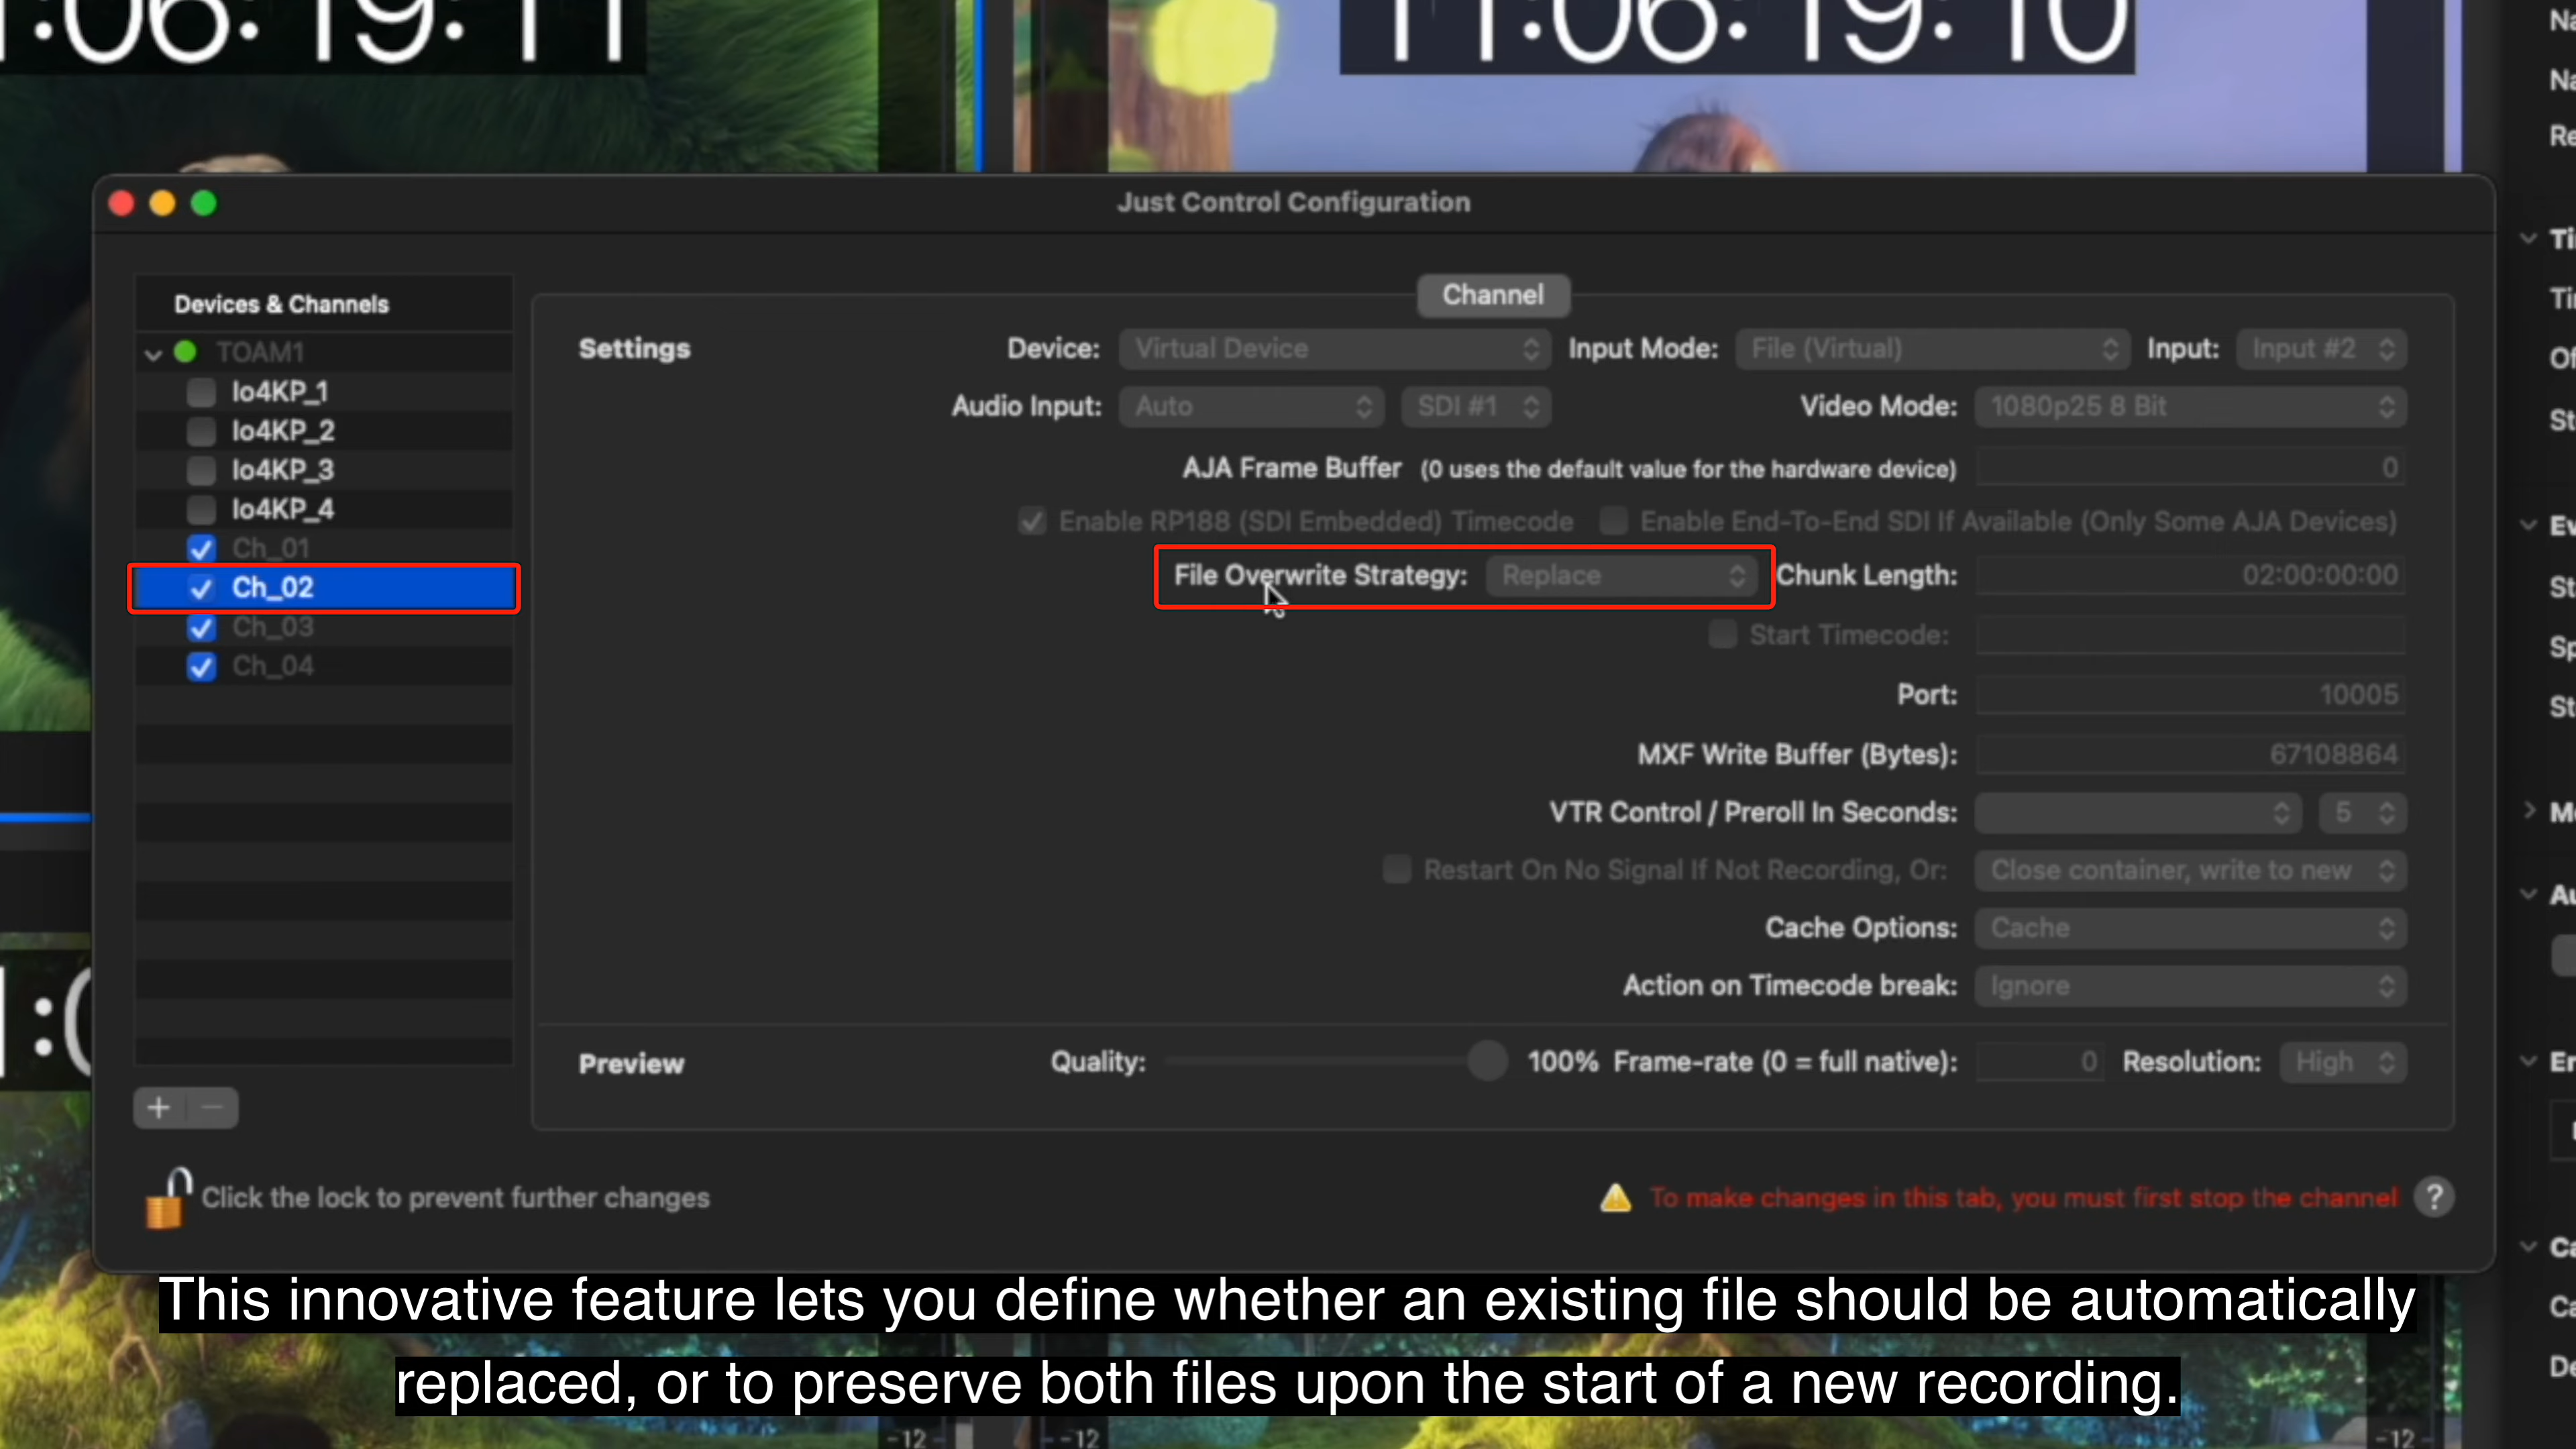 :06:19:11
11:06:19:10
Just Control Configuration
Devices & Channels
TOAM1
Io4KP_1
Io4KP_2
Io4KP_3
Io4KP_4
Ch_01
Ch_02
Ch_03
Ch_04
Channel
Settings
Device: Virtual Device Input Mode: File (Virtual) Input: Input #2
Audio Input: Auto SDI #1 Video Mode: 1080p25 8 Bit
AJA Frame Buffer (0 uses the default value for the hardware device) 0
Enable RP188 (SDI Embedded) Timecode Enable End-To-End SDI If Available (Only Some AJA Devices)
File Overwrite Strategy: Replace Chunk Length: 02:00:00:00
Start Timecode:
Port: 10005
MXF Write Buffer (Bytes): 67108864
VTR Control / Preroll In Seconds: 5
Restart On No Signal If Not Recording, Or: Close container, write to new
Cache Options: Cache
Action on Timecode break: Ignore
Preview Quality: 100% Frame-rate (0 = full native): 0 Resolution: High
+ −
Click the lock to prevent further changes
To make changes in this tab, you must first stop the channel ?
This innovative feature lets you define whether an existing file should be automatically
replaced, or to preserve both files upon the start of a new recording.
-12 -12 -12